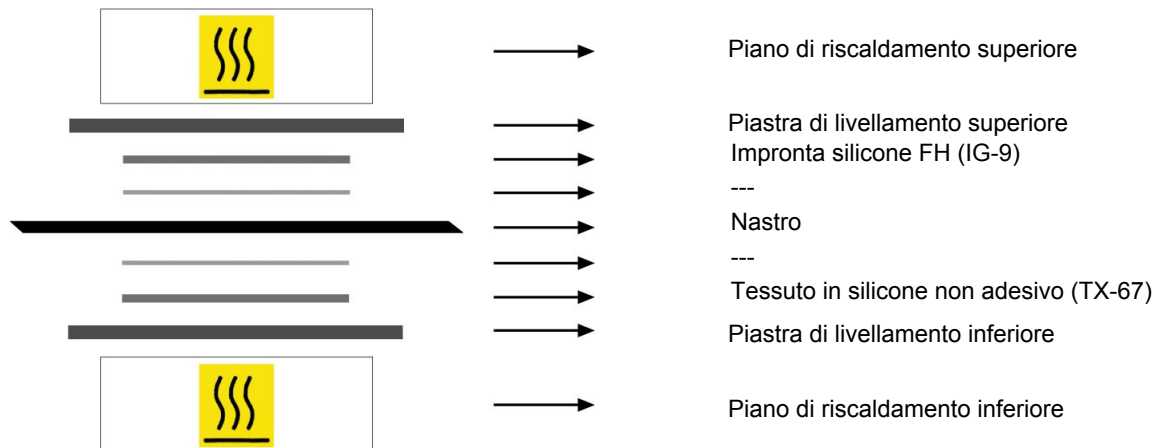 Piano di riscaldamento superiore
Piastra di livellamento superiore
Impronta silicone FH (IG-9)
---
Nastro
---
Tessuto in silicone non adesivo (TX-67)
Piastra di livellamento inferiore
Piano di riscaldamento inferiore